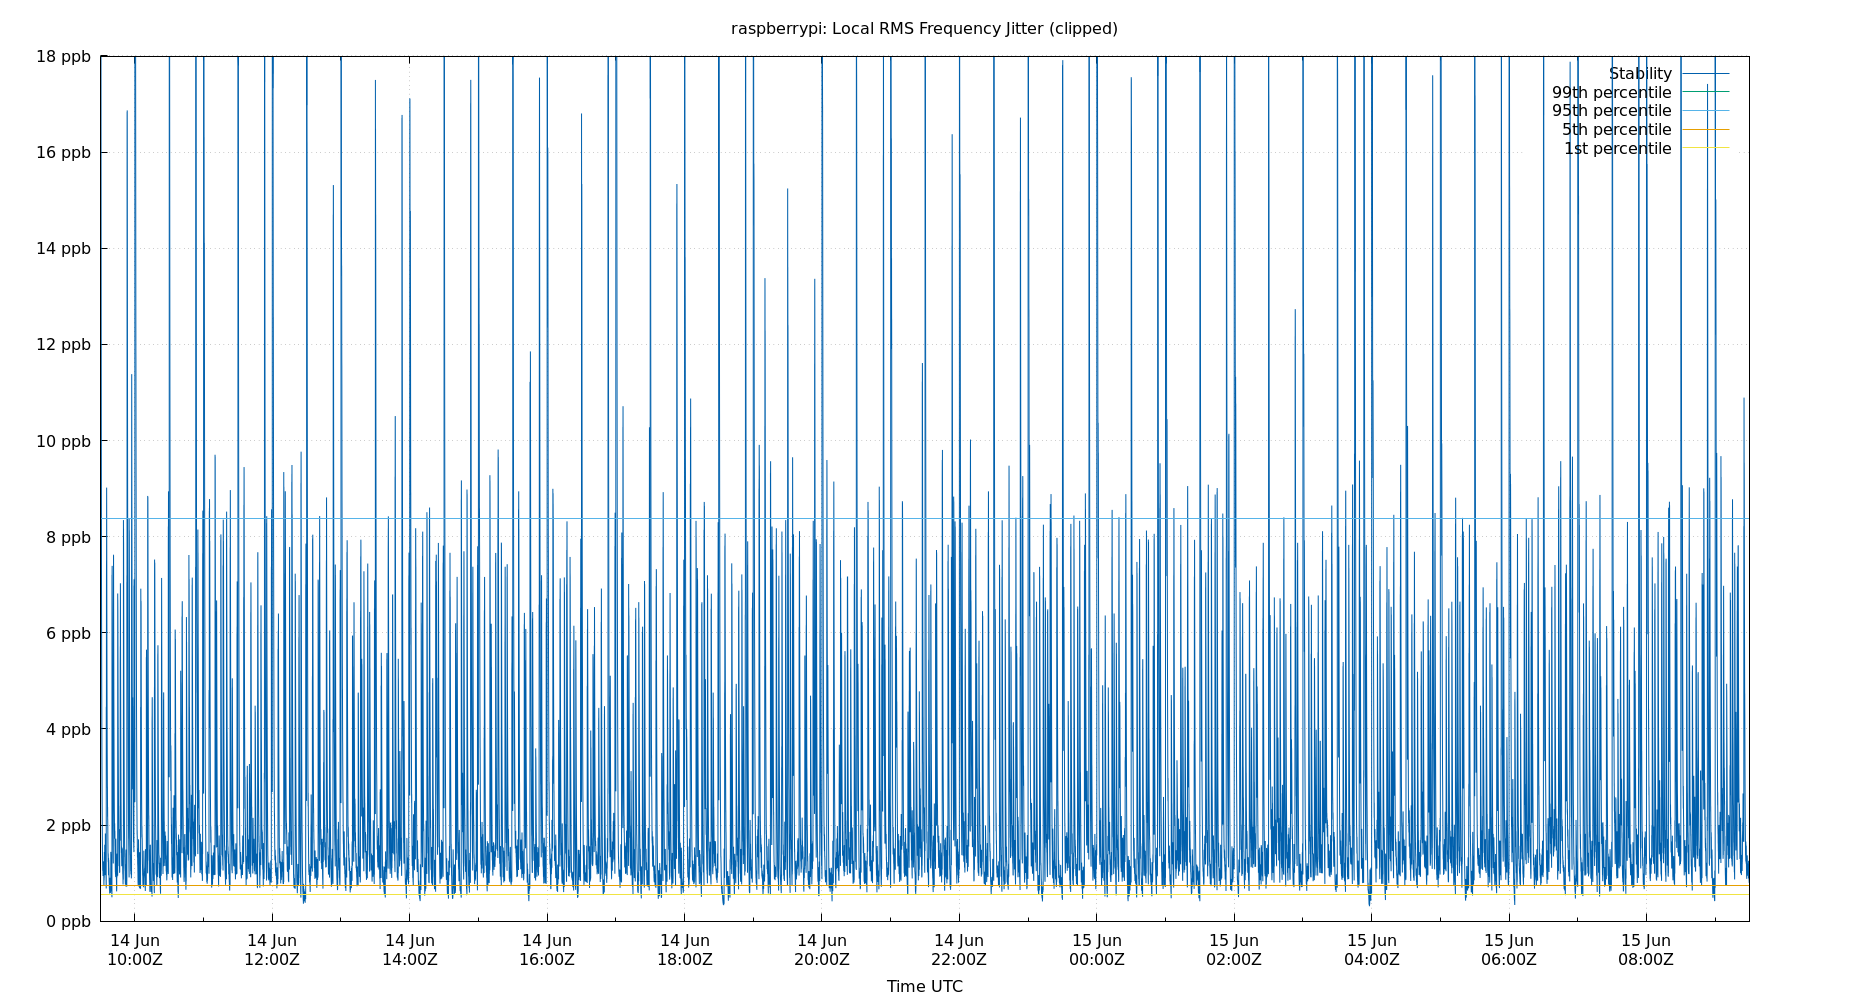 raspberrypi: Local RMS Frequency Jitter (clipped)
18 ppb
16 ppb
14 ppb
12 ppb
10 ppb
8 ppb
6 ppb
4 ppb
2 ppb
0 ppb
Stability
99th percentile
95th percentile
5th percentile
1st percentile
14 Jun 14 Jun 14 Jun 14 Jun 14 Jun 14 Jun 14 Jun 15 Jun 15 Jun 15 Jun 15 Jun 15 Jun
10:00Z 12:00Z 14:00Z 16:00Z 18:00Z 20:00Z 22:00Z 00:00Z 02:00Z 04:00Z 06:00Z 08:00Z
Time UTC